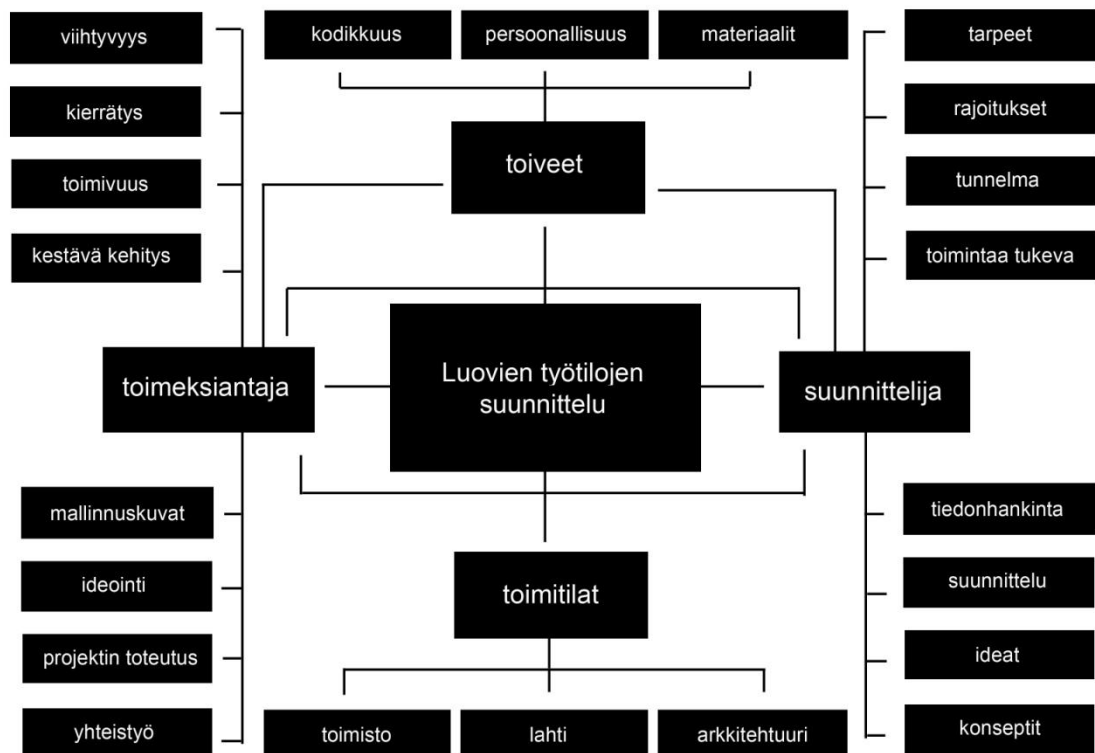 viihtyvyys
kodikkuus
persoonallisuus
materiaalit
tarpeet
kierrätys
rajoitukset
toiveet
toimivuus
tunnelma
kestävä kehitys
toimintaa tukeva
toimeksiantaja
Luovien työtilojen
suunnittelu
suunnittelija
mallinnuskuvat
tiedonhankinta
ideointi
toimitilat
suunnittelu
projektin toteutus
ideat
yhteistyö
toimisto
lahti
arkkitehtuuri
konseptit